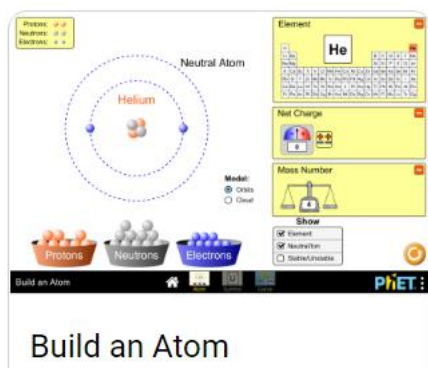 Protons:
Neutrons:
Electrons:
Neutral Atom
Helium
Element
He
Net Charge
0
Mass Number
4
Model:
Orbits
Cloud
Show
Element
Neutral/Ion
Stable/Unstable
Protons
Neutrons
Electrons
Build an Atom
Atom
PhET
Build an Atom